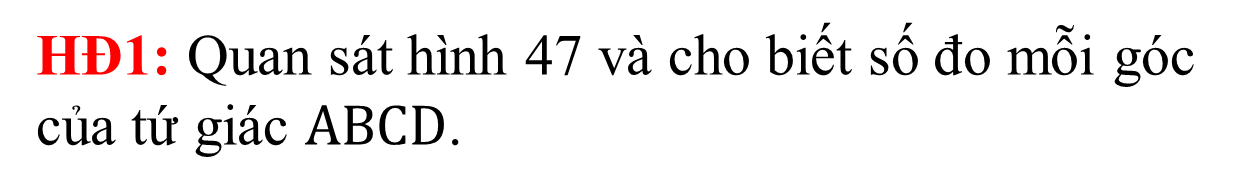 HĐ1: Quan sát hình 47 và cho biết số đo mỗi góc
của tứ giác ABCD.